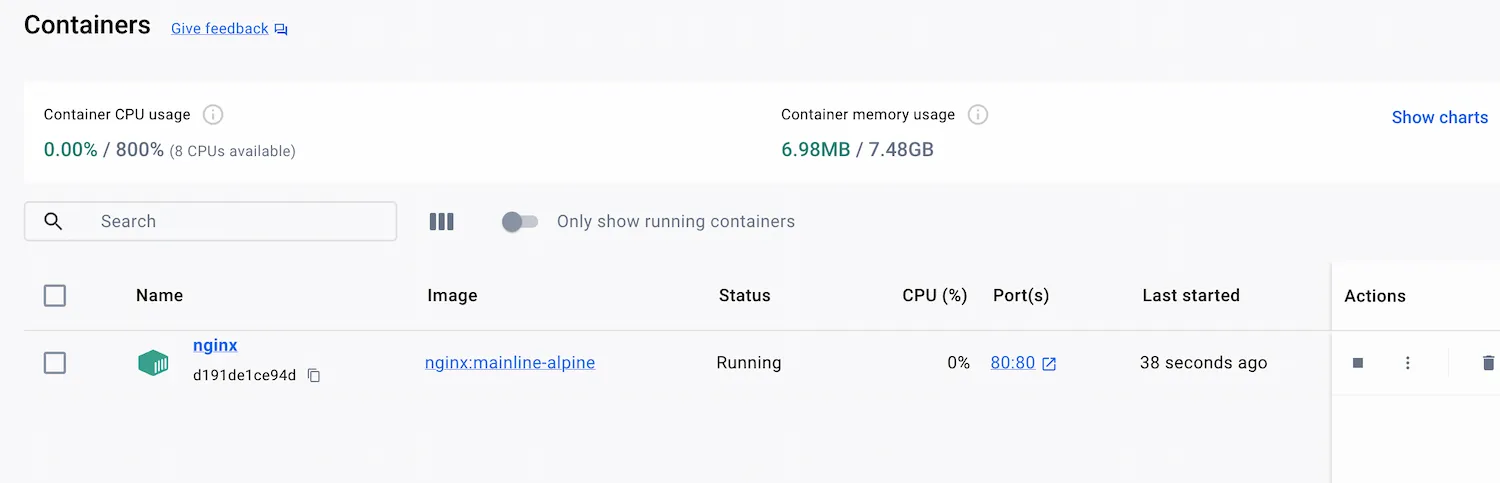 Containers Give feedback
Container CPU usage
0.00% / 800% (8 CPUs available)
Container memory usage
6.98MB / 7.48GB
Show charts
Search
Only show running containers
Name Image Status CPU (%) Port(s) Last started Actions
nginx
d191de1ce94d
nginx:mainline-alpine Running 0% 80:80 38 seconds ago